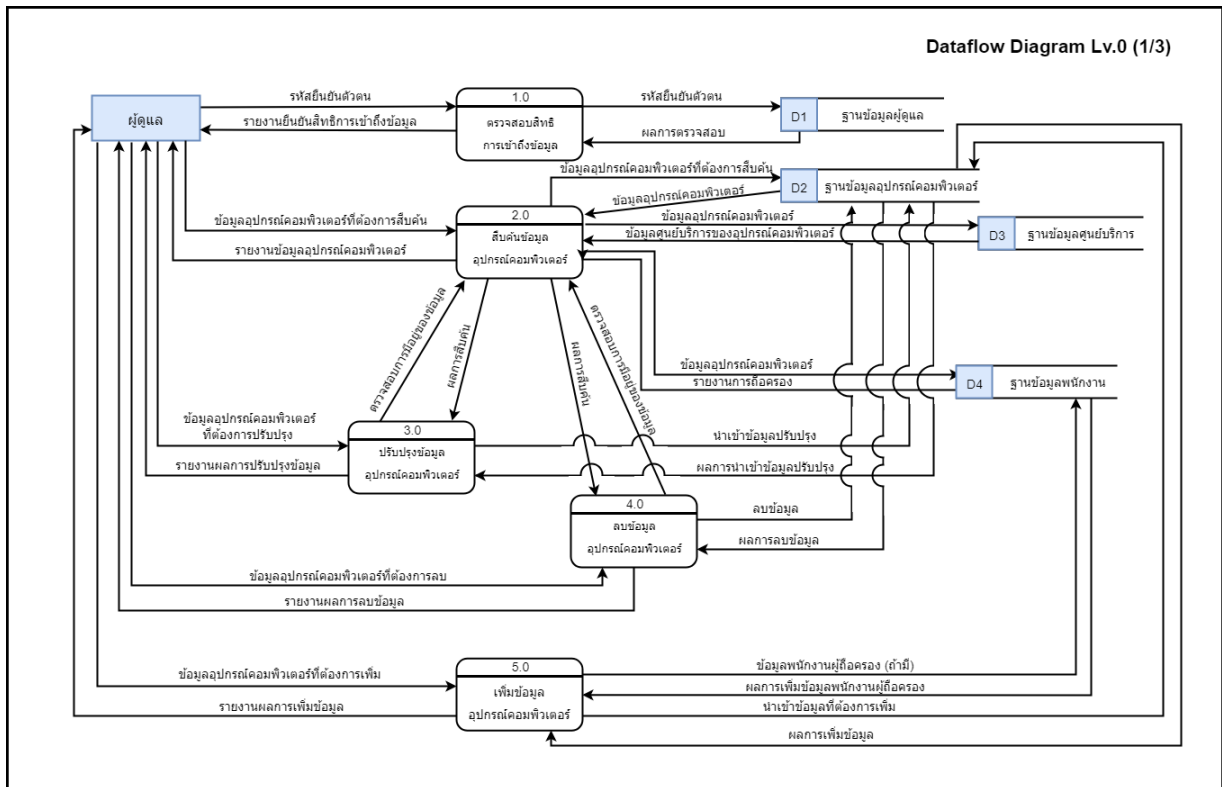 Dataflow Diagram Lv.0 (1/3)
ผู้ดูแล
รหัสยืนยันตัวตน
รายงานยืนยันสิทธิการเข้าถึงข้อมูล
1.0
ตรวจสอบสิทธิ
การเข้าถึงข้อมูล
รหัสยืนยันตัวตน
ผลการตรวจสอบ
D1
ฐานข้อมูลผู้ดูแล
ข้อมูลอุปกรณ์คอมพิวเตอร์ที่ต้องการสืบค้น
ข้อมูลอุปกรณ์คอมพิวเตอร์
D2
ฐานข้อมูลอุปกรณ์คอมพิวเตอร์
ข้อมูลอุปกรณ์คอมพิวเตอร์ที่ต้องการสืบค้น
รายงานข้อมูลอุปกรณ์คอมพิวเตอร์
2.0
สืบค้นข้อมูล
อุปกรณ์คอมพิวเตอร์
ข้อมูลอุปกรณ์คอมพิวเตอร์
ข้อมูลศูนย์บริการของอุปกรณ์คอมพิวเตอร์
D3
ฐานข้อมูลศูนย์บริการ
ตรวจสอบการมีอยู่ของข้อมูล
ผลการสืบค้น
ผลการสืบค้น
ตรวจสอบการมีอยู่ของข้อมูล
ข้อมูลอุปกรณ์คอมพิวเตอร์
รายงานการถือครอง
D4
ฐานข้อมูลพนักงาน
ข้อมูลอุปกรณ์คอมพิวเตอร์
ที่ต้องการปรับปรุง
รายงานผลการปรับปรุงข้อมูล
3.0
ปรับปรุงข้อมูล
อุปกรณ์คอมพิวเตอร์
นำเข้าข้อมูลปรับปรุง
ผลการนำเข้าข้อมูลปรับปรุง
4.0
ลบข้อมูล
อุปกรณ์คอมพิวเตอร์
ลบข้อมูล
ผลการลบข้อมูล
ข้อมูลอุปกรณ์คอมพิวเตอร์ที่ต้องการลบ
รายงานผลการลบข้อมูล
ข้อมูลอุปกรณ์คอมพิวเตอร์ที่ต้องการเพิ่ม
รายงานผลการเพิ่มข้อมูล
5.0
เพิ่มข้อมูล
อุปกรณ์คอมพิวเตอร์
ข้อมูลพนักงานผู้ถือครอง (ถ้ามี)
ผลการเพิ่มข้อมูลพนักงานผู้ถือครอง
นำเข้าข้อมูลที่ต้องการเพิ่ม
ผลการเพิ่มข้อมูล